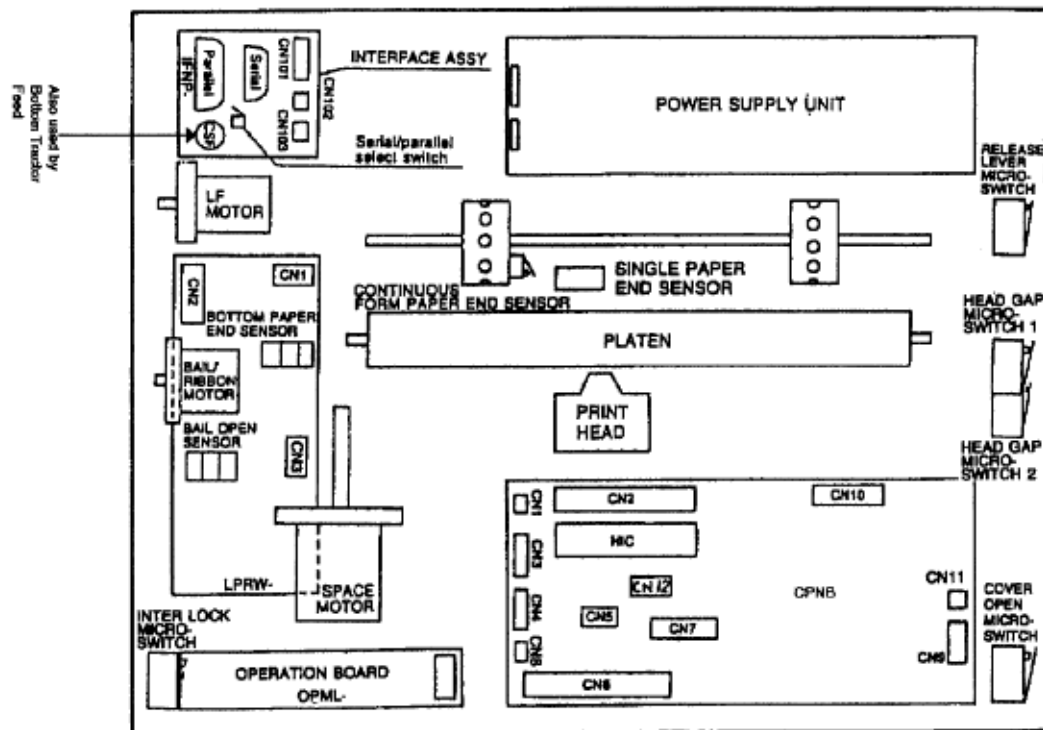 Also used by
Bottom Tractor
Feed
IFNP-
Parallel
Serial
CN101
CN102
CN103
CSF
INTERFACE ASSY
Serial/parallel
select switch
POWER SUPPLY UNIT
RELEASE
LEVER
MICRO-
SWITCH
LF
MOTOR
CN2
CN1
BOTTOM PAPER
END SENSOR
BAIL/
RIBBON
MOTOR
BAIL OPEN
SENSOR
CN3
LPRW-
SPACE
MOTOR
CONTINUOUS
FORM PAPER END SENSOR
SINGLE PAPER
END SENSOR
PLATEN
PRINT
HEAD
HEAD GAP
MICRO-
SWITCH 1
HEAD GAP
MICRO-
SWITCH 2
CN1
CN2
CN10
CN3
HIC
CN12
CN4
CN5
CN7
CN8
CN6
CPNB
CN11
CN9
COVER
OPEN
MICRO-
SWITCH
INTER LOCK
MICRO-
SWITCH
OPERATION BOARD
OPML-